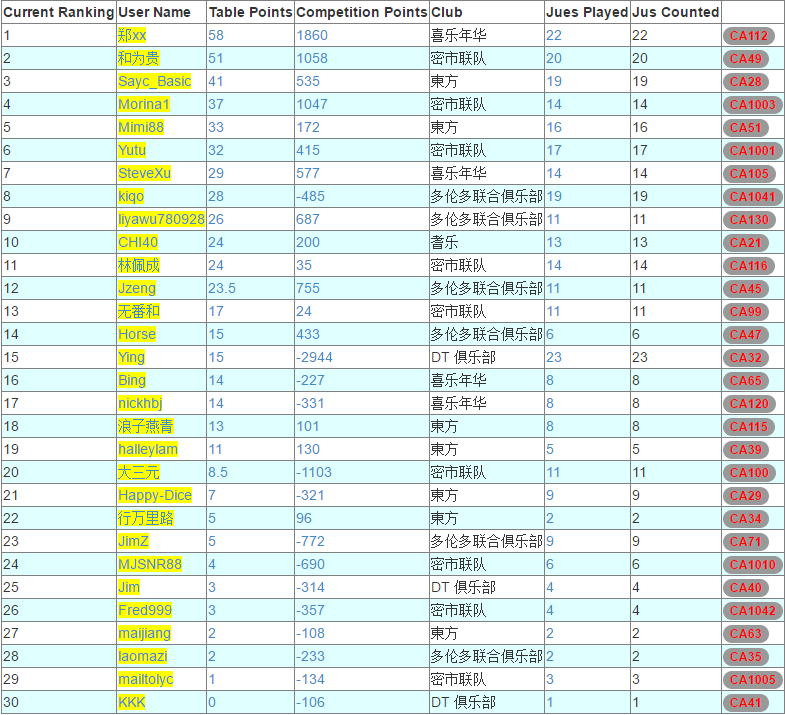 Current Ranking User Name Table Points Competition Points Club Jues Played Jus Counted
1 郑xx 58 1860 喜乐年华 22 22 CA112
2 和为贵 51 1058 密市联队 20 20 CA49
3 Sayc_Basic 41 535 東方 19 19 CA28
4 Morina1 37 1047 密市联队 14 14 CA1003
5 Mimi88 33 172 東方 16 16 CA51
6 Yutu 32 415 密市联队 17 17 CA1001
7 SteveXu 29 577 喜乐年华 14 14 CA105
8 kiqo 28 -485 多伦多联合俱乐部 19 19 CA1041
9 liyawu780928 26 687 多伦多联合俱乐部 11 11 CA130
10 CHI40 24 200 耆乐 13 13 CA21
11 林佩成 24 35 密市联队 14 14 CA116
12 Jzeng 23.5 755 多伦多联合俱乐部 11 11 CA45
13 无番和 17 24 密市联队 11 11 CA99
14 Horse 15 433 多伦多联合俱乐部 6 6 CA47
15 Ying 15 -2944 DT 俱乐部 23 23 CA32
16 Bing 14 -227 喜乐年华 8 8 CA65
17 nickhbj 14 -331 喜乐年华 8 8 CA120
18 浪子燕青 13 101 東方 8 8 CA115
19 halleylam 11 130 東方 5 5 CA39
20 大三元 8.5 -1103 密市联队 11 11 CA100
21 Happy-Dice 7 -321 東方 9 9 CA29
22 行万里路 5 96 東方 2 2 CA34
23 JimZ 5 -772 多伦多联合俱乐部 9 9 CA71
24 MJSNR88 4 -690 密市联队 6 6 CA1010
25 Jim 3 -314 DT 俱乐部 4 4 CA40
26 Fred999 3 -357 密市联队 4 4 CA1042
27 maijiang 2 -108 東方 2 2 CA63
28 laomazi 2 -233 多伦多联合俱乐部 2 2 CA35
29 mailtolyc 1 -134 密市联队 3 3 CA1005
30 KKK 0 -106 DT 俱乐部 1 1 CA41